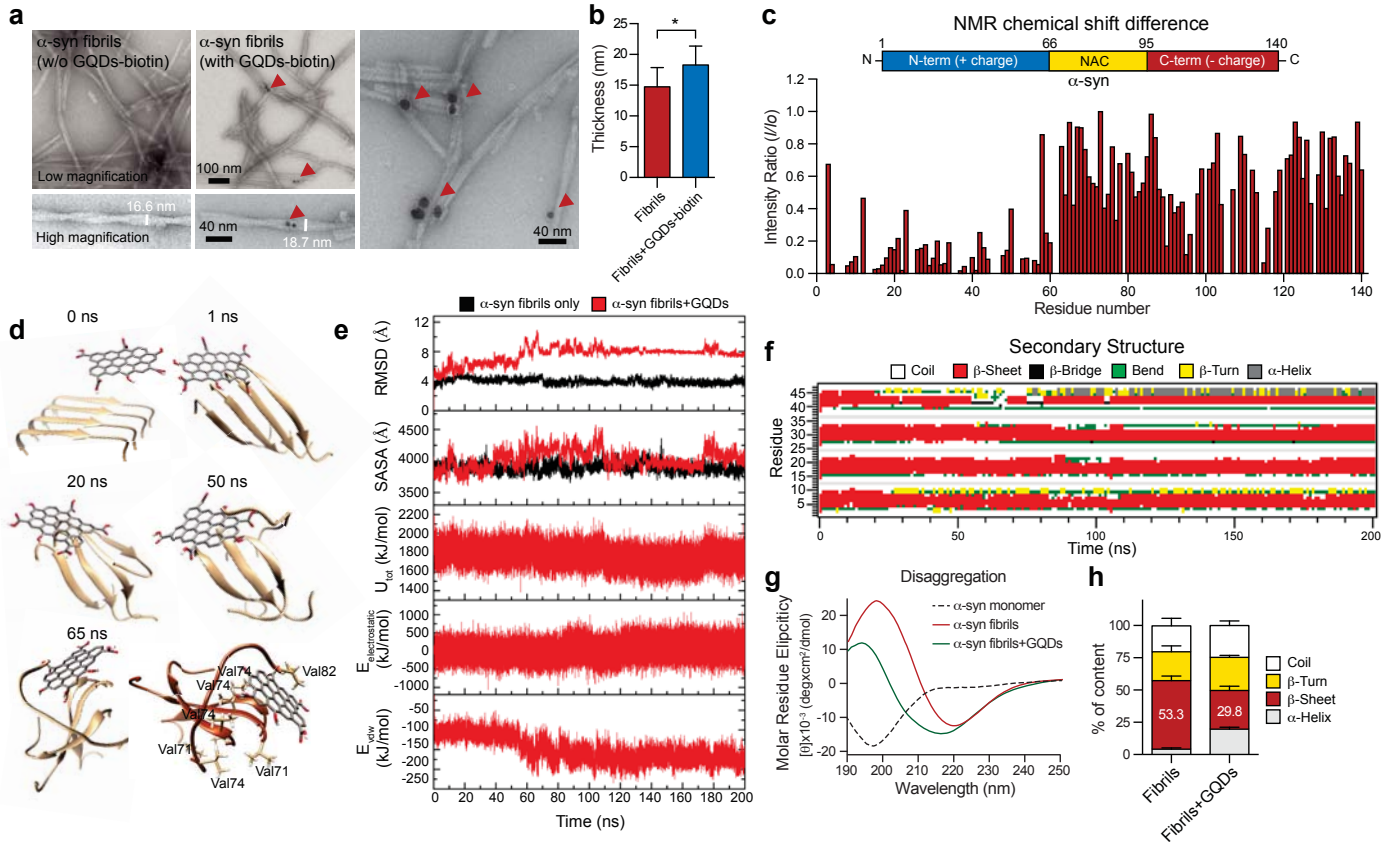 a
α-syn fibrils
(w/o GQDs-biotin)
Low magnification
α-syn fibrils
(with GQDs-biotin)
100 nm
16.6 nm
High magnification
40 nm
18.7 nm
40 nm
b
*
25
20
15
10
5
0
Thickness (nm)
Fibrils
Fibrils+GQDs-biotin
c
NMR chemical shift difference
1 66 95 140
N N-term (+ charge) NAC C-term (- charge) C
α-syn
1.2
1.0
0.8
0.6
0.4
0.2
0.0
Intensity Ratio (I/Io)
0 20 40 60 80 100 120 140
Residue number
d
0 ns 1 ns
20 ns 50 ns
65 ns
Val74 Val82
Val74
Val74
Val71 Val71
Val74
e
α-syn fibrils only α-syn fibrils+GQDs
12
8
4
0
RMSD (Å)
4500
4000
3500
SASA (Å)
2200
2000
1800
1600
1400
Utot (kJ/mol)
1000
500
0
-500
-1000
Eelectrostatic
(kJ/mol)
-50
-100
-150
-200
-250
Evdw
(kJ/mol)
0 20 40 60 80 100 120 140 160 180 200
Time (ns)
f
Secondary Structure
Coil β-Sheet β-Bridge Bend β-Turn α-Helix
45
40
35
30
25
20
15
10
5
Residue
0 50 100 150 200
Time (ns)
g
Disaggregation
α-syn monomer
α-syn fibrils
α-syn fibrils+GQDs
20
10
0
-10
-20
Molar Residue Elipciticy
[θ]x10-3 (degxcm2/dmol)
190 200 210 220 230 240 250
Wavelength (nm)
h
100
75
50
25
0
% of content
53.3
29.8
Coil
β-Turn
β-Sheet
α-Helix
Fibrils
Fibrils+GQDs